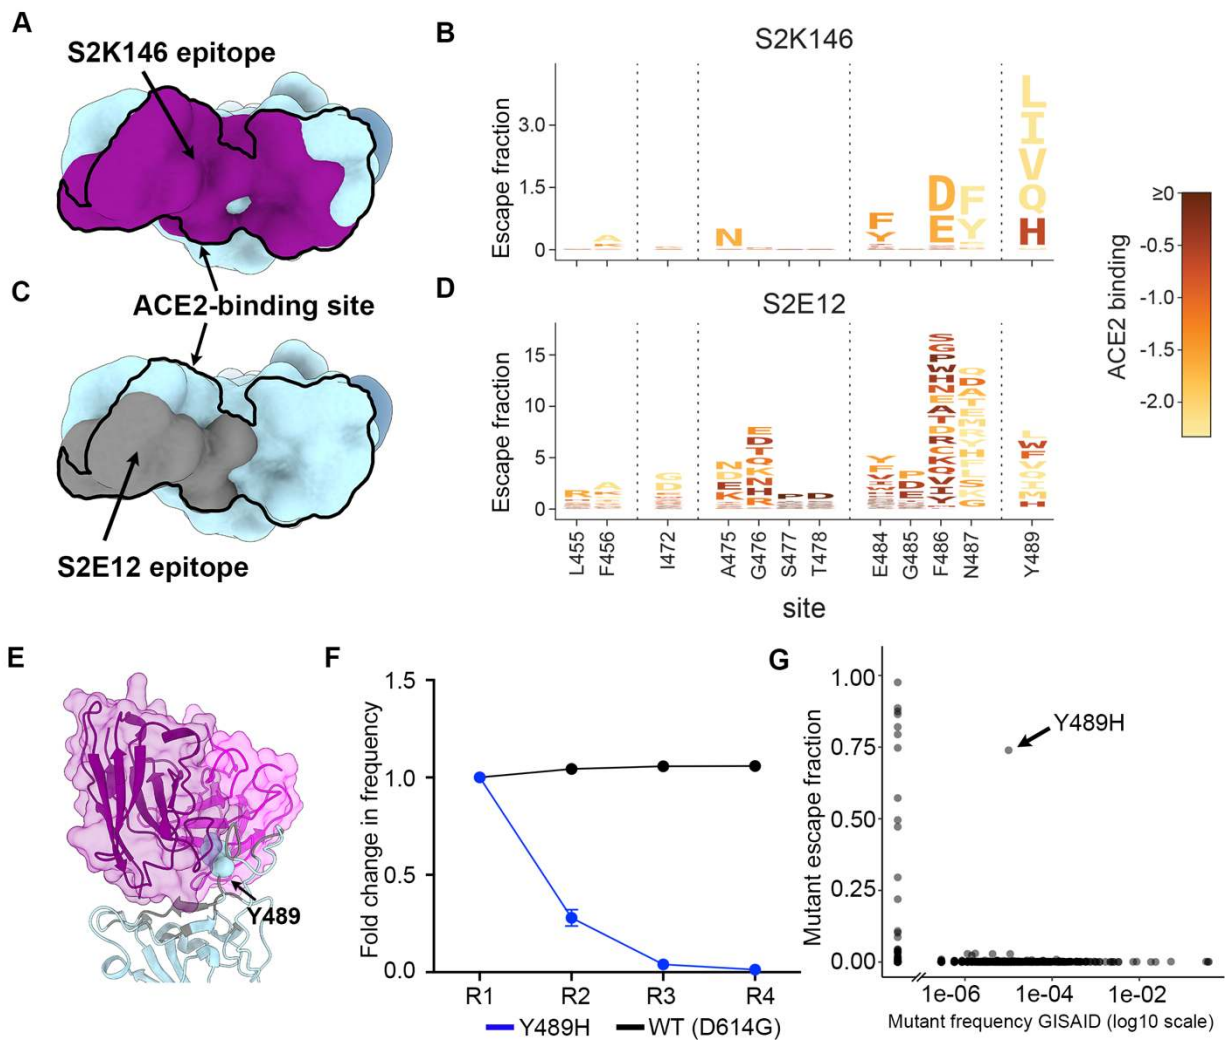 A
S2K146 epitope
ACE2-binding site
B
S2K146
Escape fraction
3.0
1.5
0
A
N
F
Y
D
E
F
Y
L
I
V
Q
H
≥0
-0.5
-1.0
-1.5
-2.0
ACE2 binding
C
S2E12 epitope
D
S2E12
Escape fraction
15
10
5
0
L455
F456
I472
A475
G476
S477
T478
E484
G485
F486
N487
Y489
site
E
Y489
F
Fold change in frequency
1.5
1.0
0.5
0.0
R1
R2
R3
R4
Y489H
WT (D614G)
G
Mutant escape fraction
1.00
0.75
0.50
0.25
0.00
Y489H
1e-06
1e-04
1e-02
Mutant frequency GISAID (log10 scale)